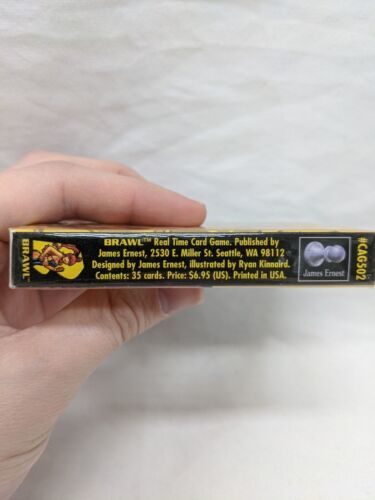 BRAWL
BRAWL™ Real Time Card Game. Published by
James Ernest, 2530 E. Miller St. Seattle, WA 98112
Designed by James Ernest, illustrated by Ryan Kinnaird.
Contents: 35 cards. Price: $6.95 (US). Printed in USA.
James Ernest
#CAG502